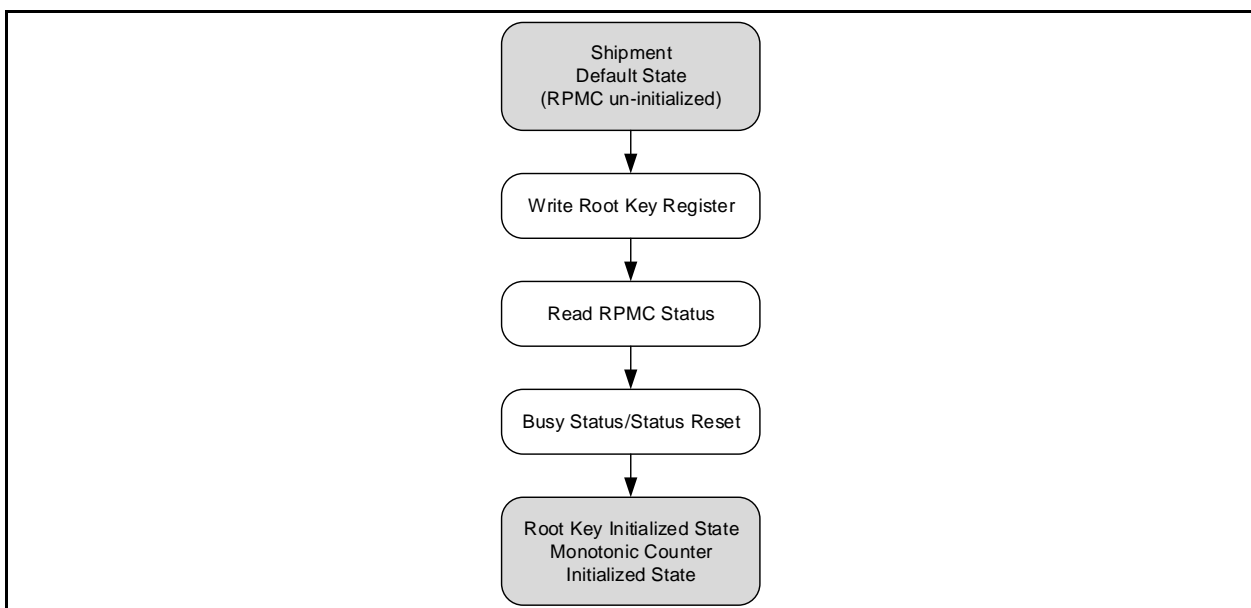 Shipment
Default State
(RPMC un-initialized)
Write Root Key Register
Read RPMC Status
Busy Status/Status Reset
Root Key Initialized State
Monotonic Counter
Initialized State